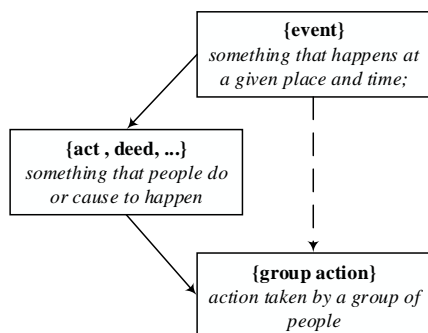 {event}
something that happens at
a given place and time;
{act , deed, ...}
something that people do
or cause to happen
{group action}
action taken by a group of
people